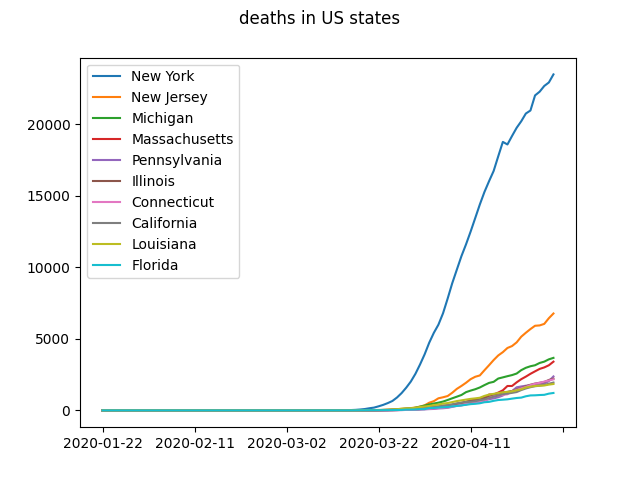 deaths in US states
New York
New Jersey
Michigan
Massachusetts
Pennsylvania
Illinois
Connecticut
California
Louisiana
Florida
20000
15000
10000
5000
0
2020-01-22 2020-02-11 2020-03-02 2020-03-22 2020-04-11